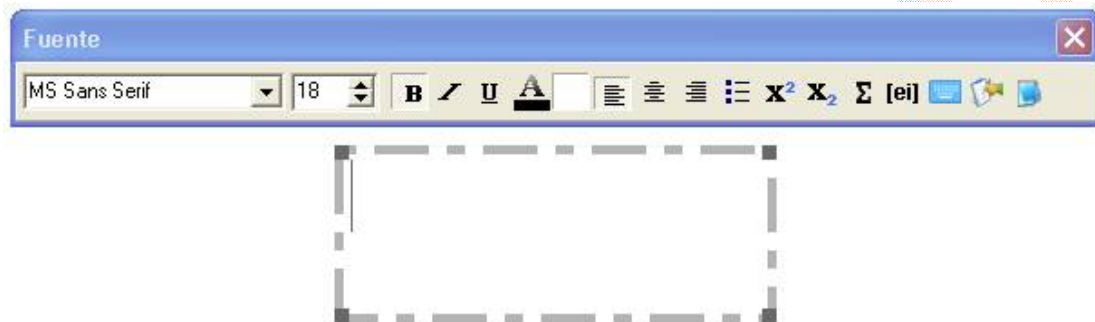 Fuente
MS Sans Serif 18 B I U A X² X₂ Σ [ei]